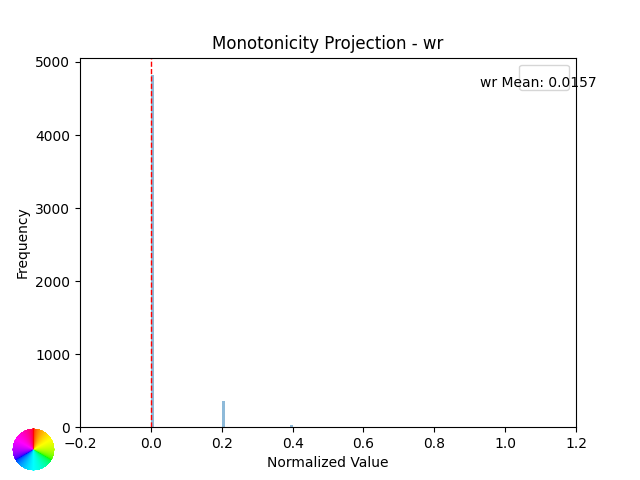 Monotonicity Projection - wr
wr Mean: 0.0157
5000
4000
3000
2000
1000
0
Frequency
−0.2 0.0 0.2 0.4 0.6 0.8 1.0 1.2
Normalized Value